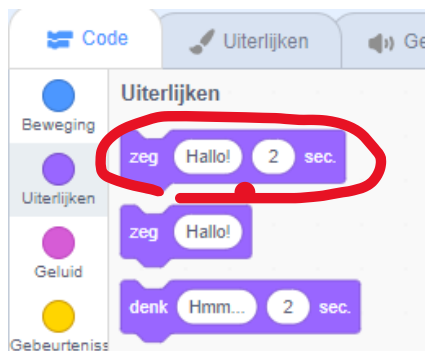 Code
Uiterlijken
Ge
Beweging
Uiterlijken
Geluid
Gebeurteniss
Uiterlijken
zeg Hallo! 2 sec.
zeg Hallo!
denk Hmm... 2 sec.